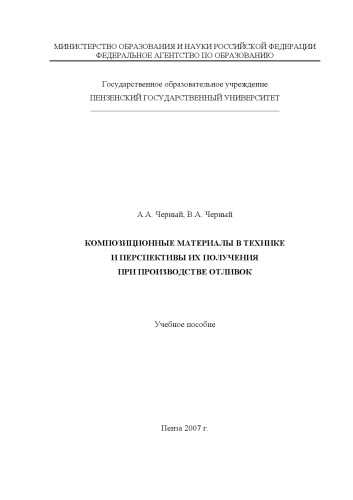 МИНИСТЕРСТВО ОБРАЗОВАНИЯ И НАУКИ РОССИЙСКОЙ ФЕДЕРАЦИИ
ФЕДЕРАЛЬНОЕ АГЕНТСТВО ПО ОБРАЗОВАНИЮ
Государственное образовательное учреждение
ПЕНЗЕНСКИЙ ГОСУДАРСТВЕННЫЙ УНИВЕРСИТЕТ
А.А. Черный, В.А. Черный
КОМПОЗИЦИОННЫЕ МАТЕРИАЛЫ В ТЕХНИКЕ
И ПЕРСПЕКТИВЫ ИХ ПОЛУЧЕНИЯ
ПРИ ПРОИЗВОДСТВЕ ОТЛИВОК
Учебное пособие
Пенза 2007 г.